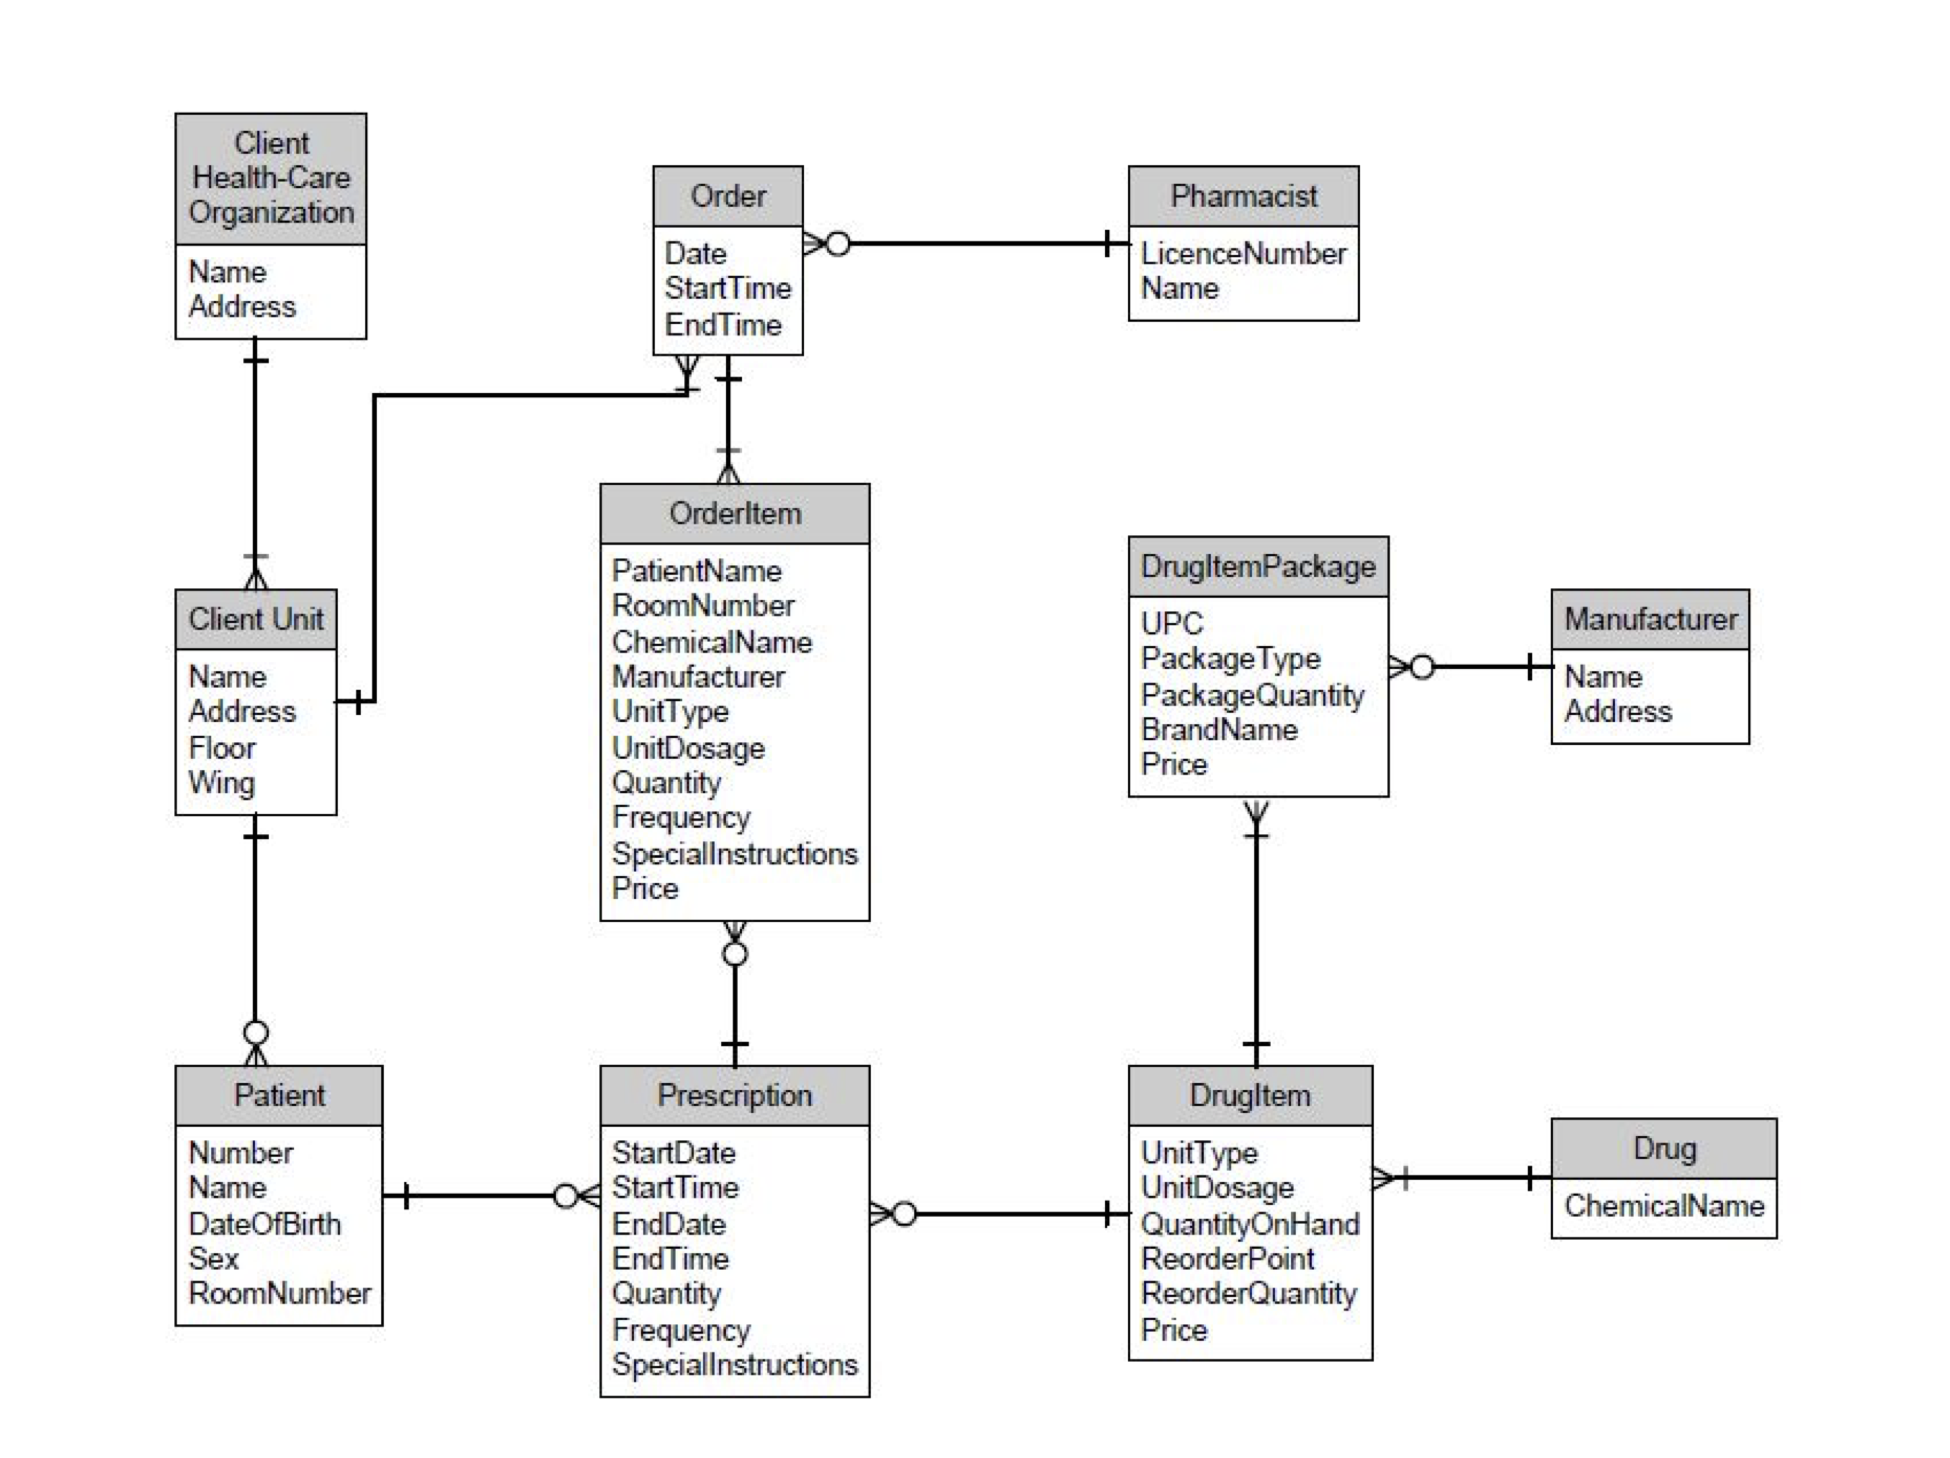 Client
Health-Care
Organization
Name
Address
Order
Date
StartTime
EndTime
Pharmacist
LicenceNumber
Name
Client Unit
Name
Address
Floor
Wing
OrderItem
PatientName
RoomNumber
ChemicalName
Manufacturer
UnitType
UnitDosage
Quantity
Frequency
SpecialInstructions
Price
DrugItemPackage
UPC
PackageType
PackageQuantity
BrandName
Price
Manufacturer
Name
Address
Patient
Number
Name
DateOfBirth
Sex
RoomNumber
Prescription
StartDate
StartTime
EndDate
EndTime
Quantity
Frequency
SpecialInstructions
DrugItem
UnitType
UnitDosage
QuantityOnHand
ReorderPoint
ReorderQuantity
Price
Drug
ChemicalName